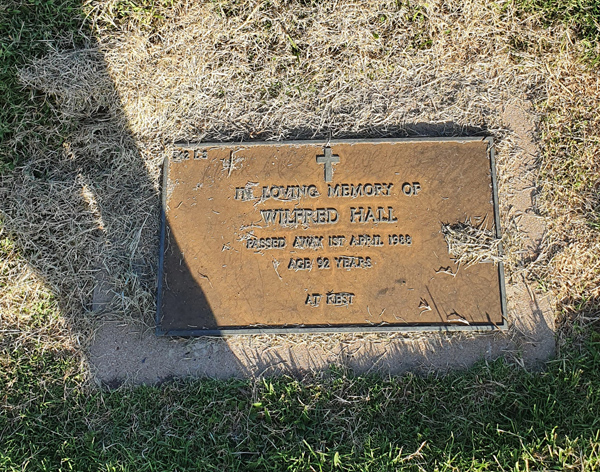 IN LOVING MEMORY OF
WILFRED HALL
PASSED AWAY 1ST APRIL 1988
AGE 92 YEARS
AT REST